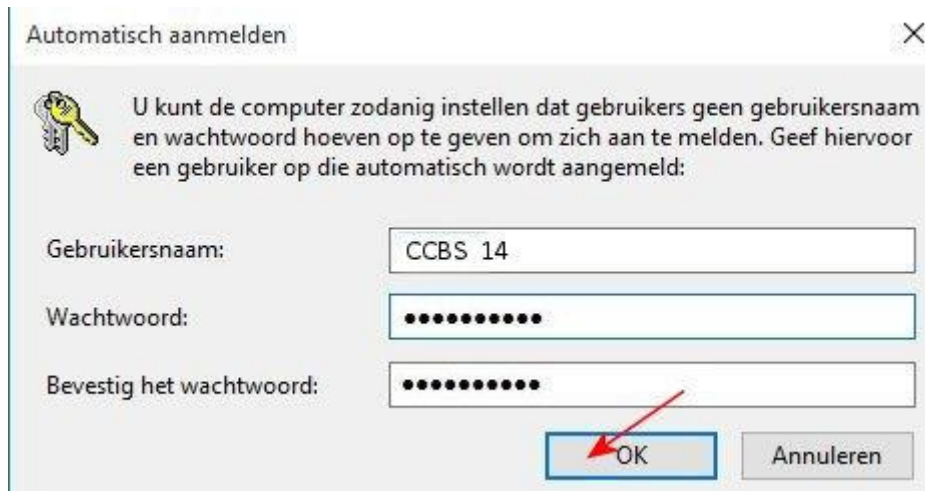 Automatisch aanmelden
U kunt de computer zodanig instellen dat gebruikers geen gebruikersnaam
en wachtwoord hoeven op te geven om zich aan te melden. Geef hiervoor
een gebruiker op die automatisch wordt aangemeld:
Gebruikersnaam: CCBS 14
Wachtwoord: ●●●●●●●●●●
Bevestig het wachtwoord: ●●●●●●●●●●
OK Annuleren